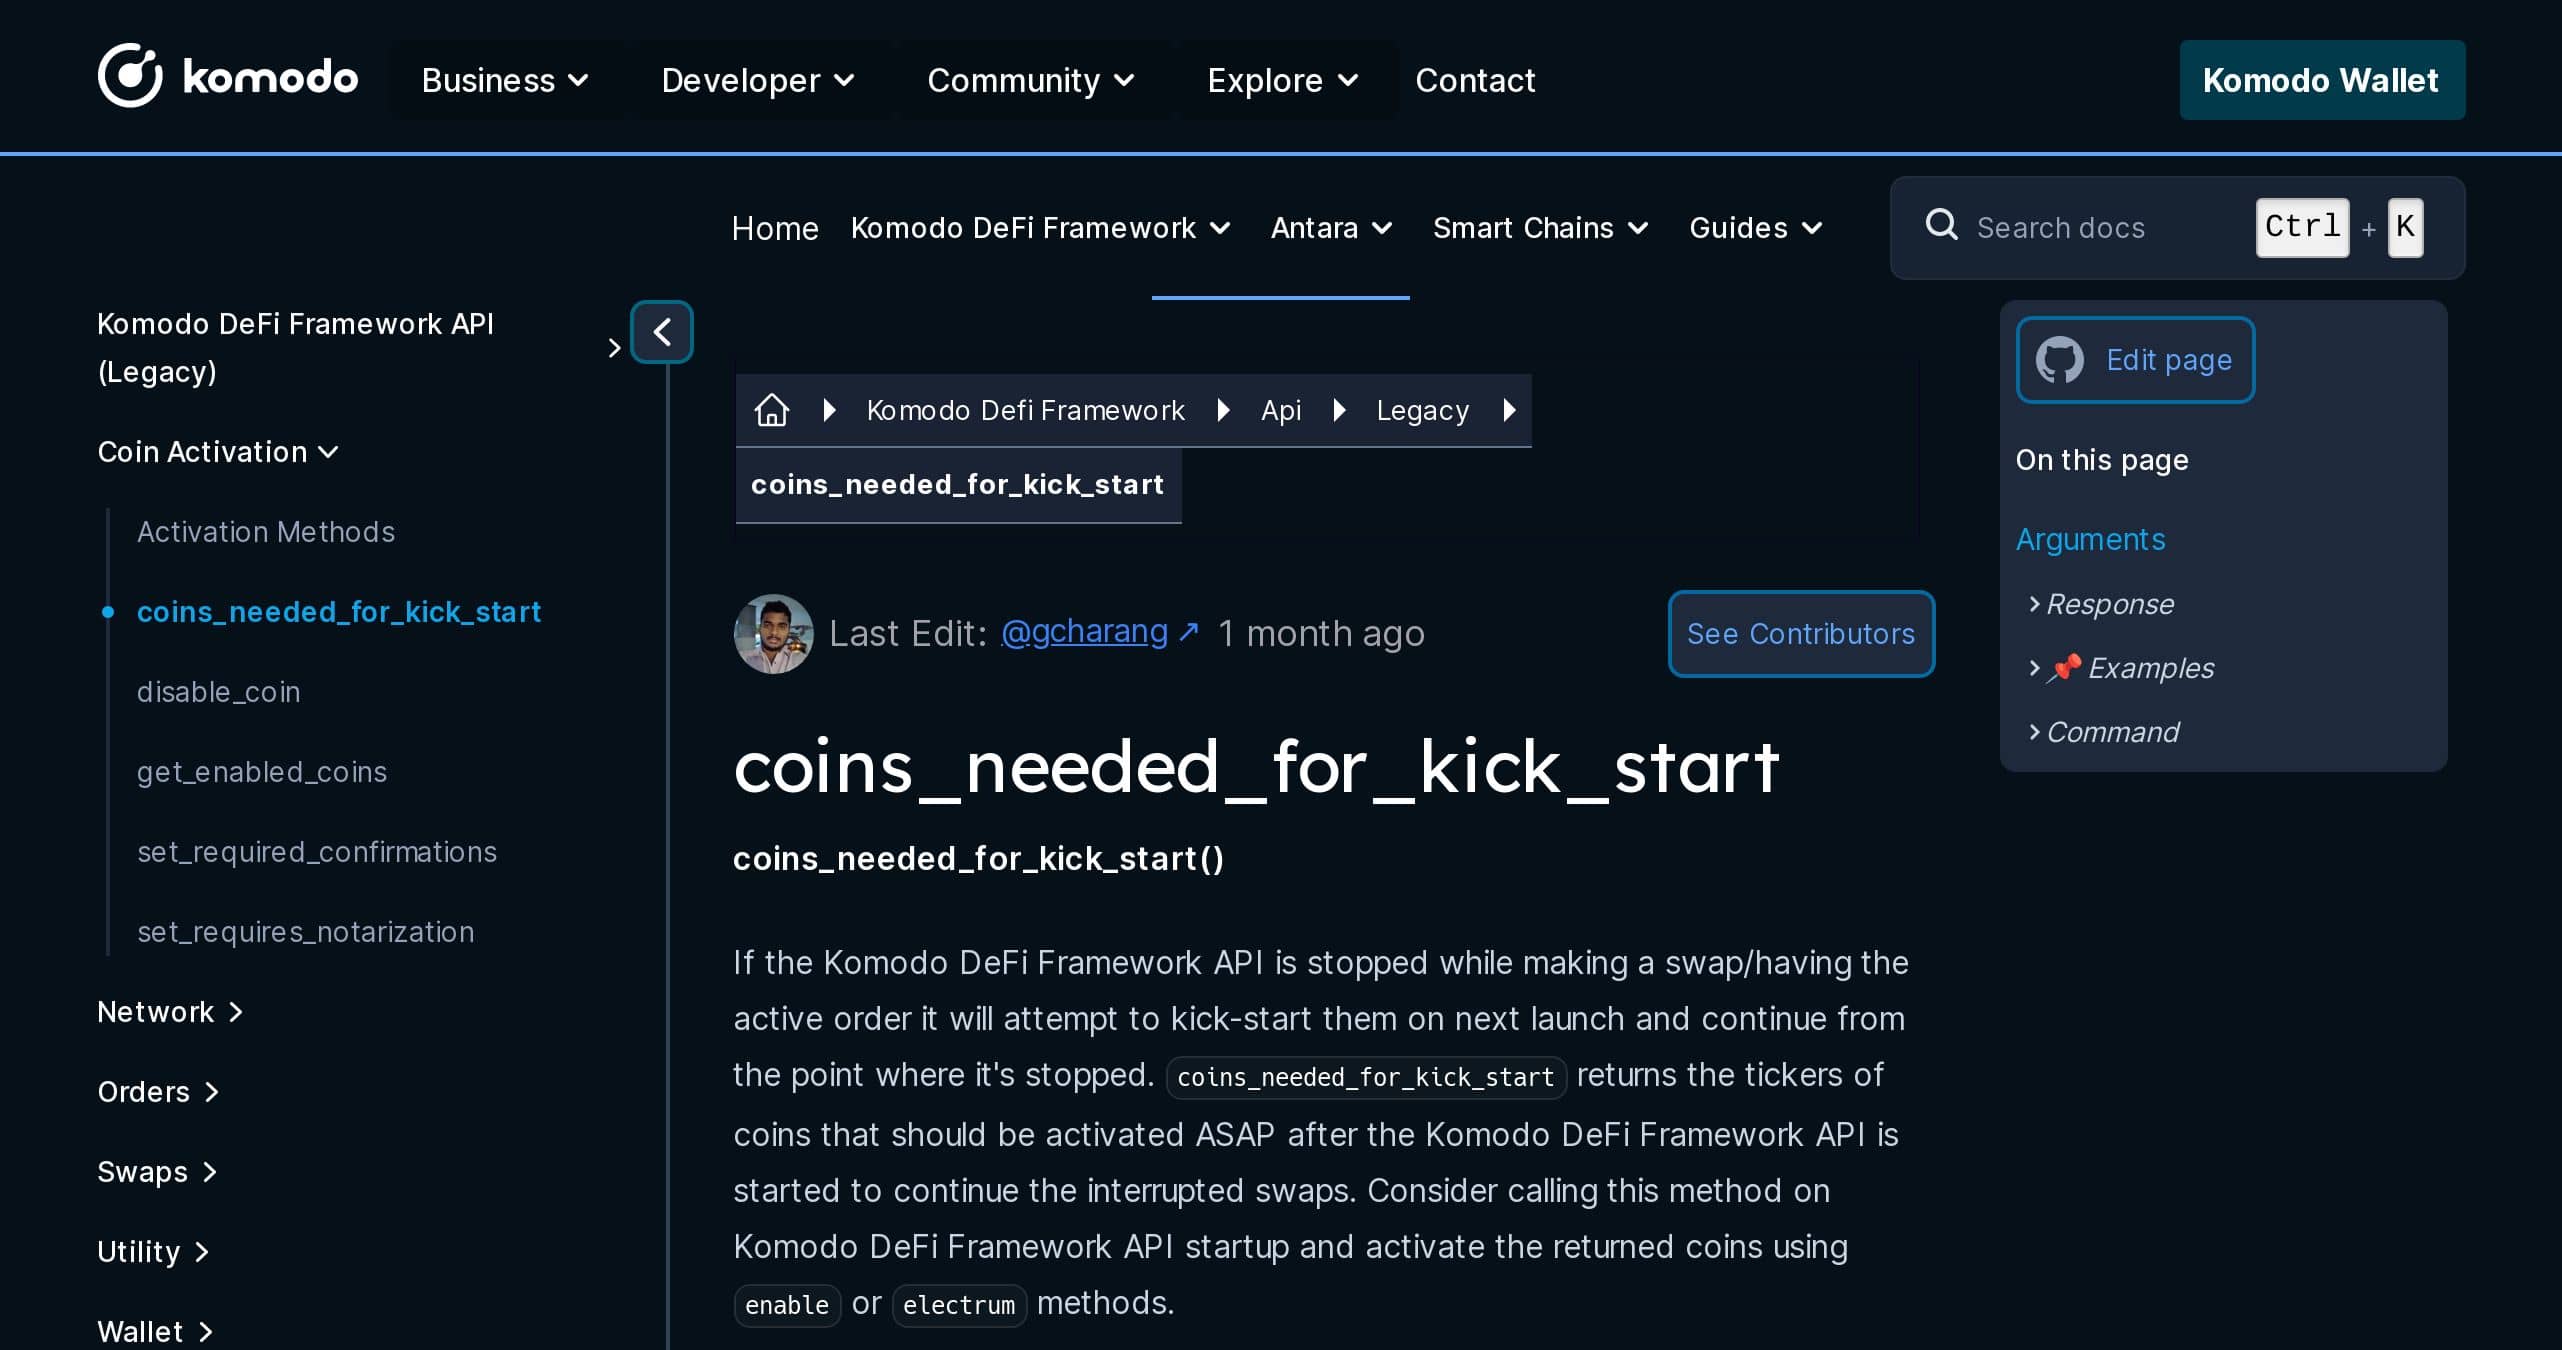 komodo
Business
Developer
Community
Explore
Contact
Komodo Wallet
Home
Komodo DeFi Framework
Antara
Smart Chains
Guides
Search docs
Ctrl + K
Komodo DeFi Framework API
(Legacy)
Coin Activation
Activation Methods
coins_needed_for_kick_start
disable_coin
get_enabled_coins
set_required_confirmations
set_requires_notarization
Network
Orders
Swaps
Utility
Wallet
Komodo Defi Framework
Api
Legacy
coins_needed_for_kick_start
Last Edit: @gcharang ↗ 1 month ago
See Contributors
coins_needed_for_kick_start
coins_needed_for_kick_start()
If the Komodo DeFi Framework API is stopped while making a swap/having the
active order it will attempt to kick-start them on next launch and continue from
the point where it's stopped. coins_needed_for_kick_start returns the tickers of
coins that should be activated ASAP after the Komodo DeFi Framework API is
started to continue the interrupted swaps. Consider calling this method on
Komodo DeFi Framework API startup and activate the returned coins using
enable or electrum methods.
Edit page
On this page
Arguments
Response
📌 Examples
Command